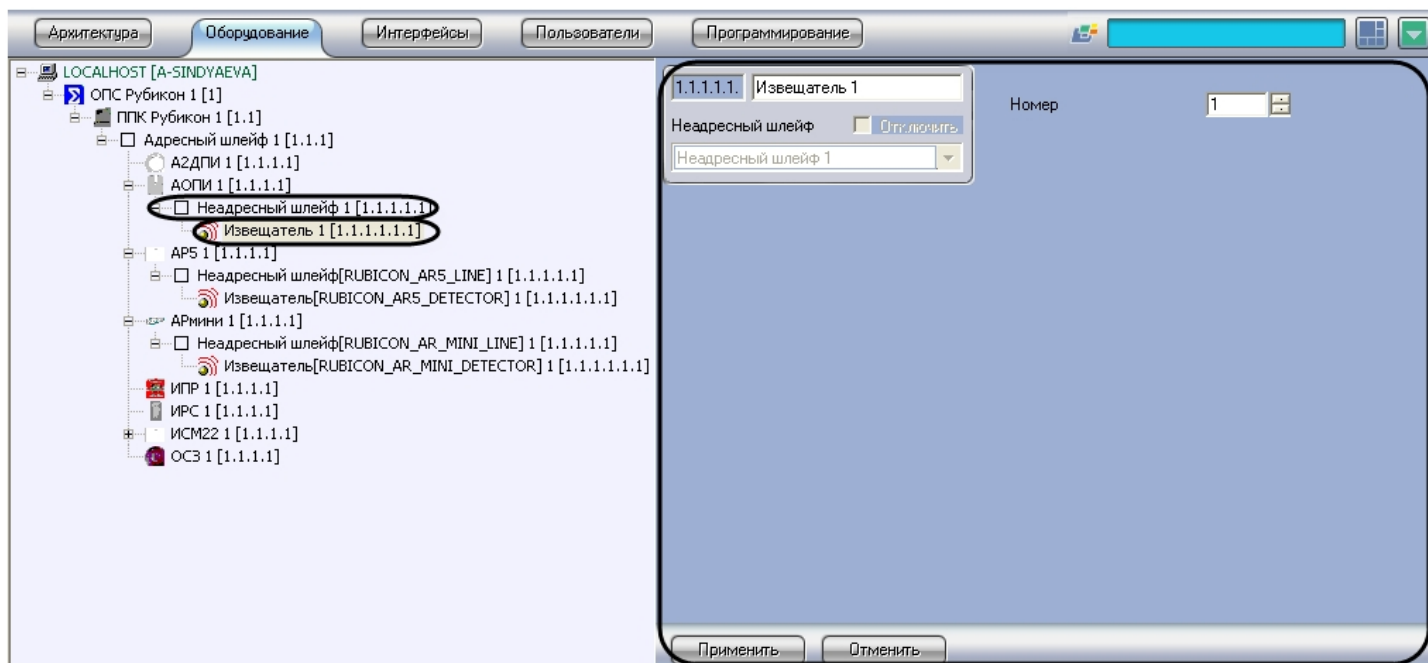 Архитектура Оборудование Интерфейсы Пользователи Программирование
LOCALHOST [A-SINDYAEVA]
ОПС Рубикон 1 [1]
ППК Рубикон 1 [1.1]
Адресный шлейф 1 [1.1.1]
А2ДПИ 1 [1.1.1.1]
АОПИ 1 [1.1.1.1]
Неадресный шлейф 1 [1.1.1.1.1]
Извещатель 1 [1.1.1.1.1.1]
АР5 1 [1.1.1.1]
Неадресный шлейф[RUBICON_AR5_LINE] 1 [1.1.1.1.1]
Извещатель[RUBICON_AR5_DETECTOR] 1 [1.1.1.1.1.1]
АРмини 1 [1.1.1.1]
Неадресный шлейф[RUBICON_AR_MINI_LINE] 1 [1.1.1.1.1]
Извещатель[RUBICON_AR_MINI_DETECTOR] 1 [1.1.1.1.1.1]
ИПР 1 [1.1.1.1]
ИРС 1 [1.1.1.1]
ИСМ22 1 [1.1.1.1]
ОСЗ 1 [1.1.1.1]
1.1.1.1.1. Извещатель 1
Неадресный шлейф Отключить
Неадресный шлейф 1
Номер 1
Применить Отменить